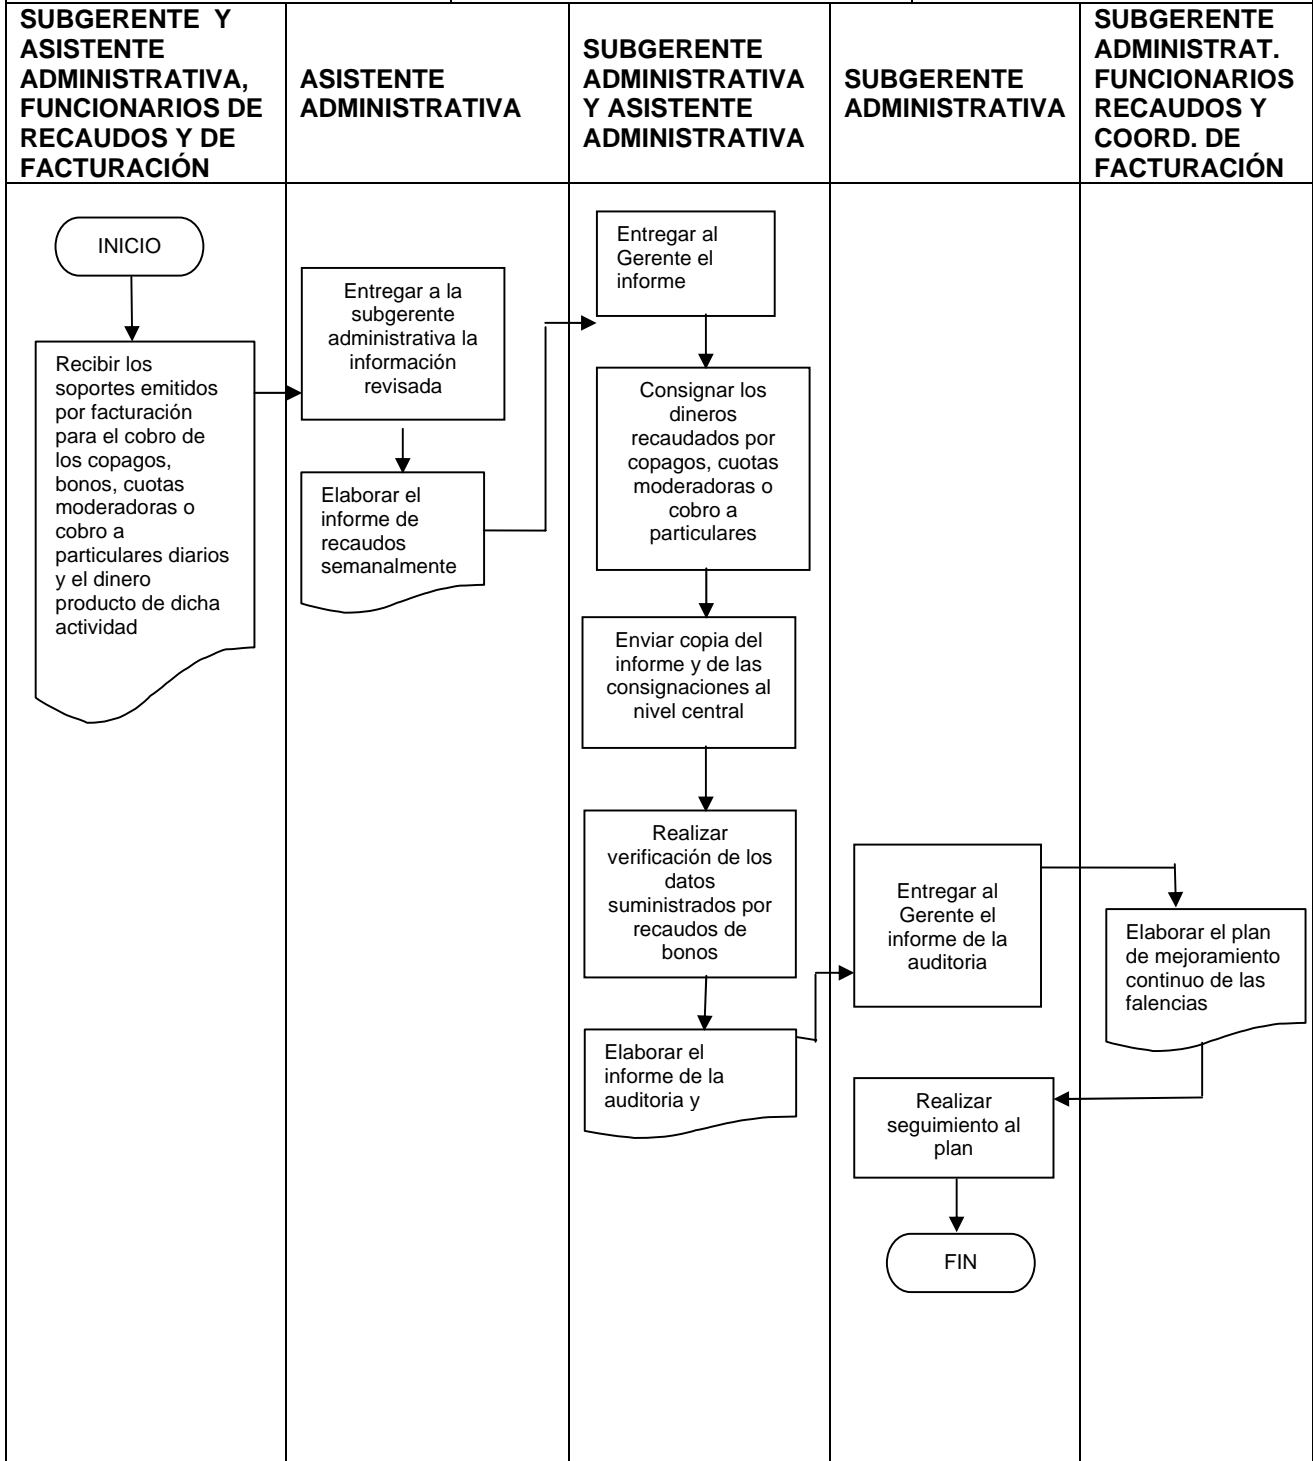 SUBGERENTE Y
ASISTENTE
ADMINISTRATIVA,
FUNCIONARIOS DE
RECAUDOS Y DE
FACTURACIÓN
ASISTENTE
ADMINISTRATIVA
SUBGERENTE
ADMINISTRATIVA
Y ASISTENTE
ADMINISTRATIVA
SUBGERENTE
ADMINISTRATIVA
SUBGERENTE
ADMINISTRAT.
FUNCIONARIOS
RECAUDOS Y
COORD. DE
FACTURACIÓN
INICIO
Recibir los
soportes emitidos
por facturación
para el cobro de
los copagos,
bonos, cuotas
moderadoras o
cobro a
particulares diarios
y el dinero
producto de dicha
actividad
Entregar a la
subgerente
administrativa la
información
revisada
Elaborar el
informe de
recaudos
semanalmente
Entregar al
Gerente el
informe
Consignar los
dineros
recaudados por
copagos, cuotas
moderadoras o
cobro a
particulares
Enviar copia del
informe y de las
consignaciones al
nivel central
Realizar
verificación de los
datos
suministrados por
recaudos de
bonos
Elaborar el
informe de la
auditoria y
Entregar al
Gerente el
informe de la
auditoria
Elaborar el plan
de mejoramiento
continuo de las
falencias
Realizar
seguimiento al
plan
FIN